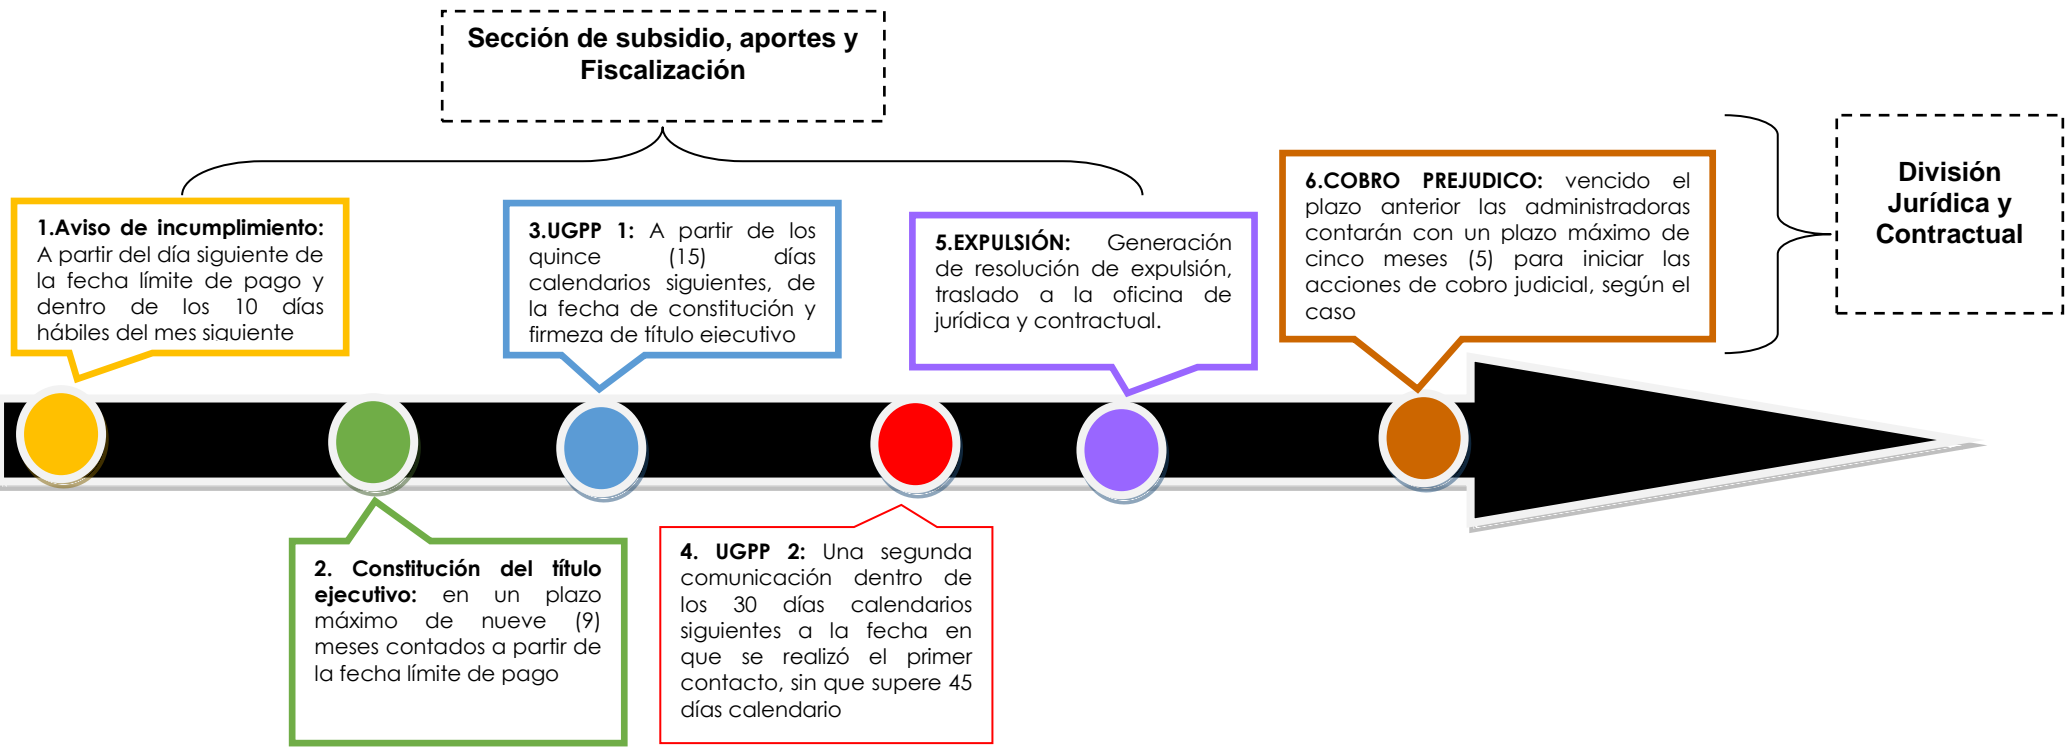 Sección de subsidio, aportes y
Fiscalización
División
Jurídica y
Contractual
1.Aviso de incumplimiento:
A partir del día siguiente de
la fecha límite de pago y
dentro de los 10 días
hábiles del mes siguiente
3.UGPP 1: A partir de los
quince (15) días
calendarios siguientes, de
la fecha de constitución y
firmeza de título ejecutivo
5.EXPULSIÓN: Generación
de resolución de expulsión,
traslado a la oficina de
jurídica y contractual.
6.COBRO PREJUDICO: vencido el
plazo anterior las administradoras
contarán con un plazo máximo de
cinco meses (5) para iniciar las
acciones de cobro judicial, según el
caso
2. Constitución del título
ejecutivo: en un plazo
máximo de nueve (9)
meses contados a partir de
la fecha límite de pago
4. UGPP 2: Una segunda
comunicación dentro de
los 30 días calendarios
siguientes a la fecha en
que se realizó el primer
contacto, sin que supere 45
días calendario